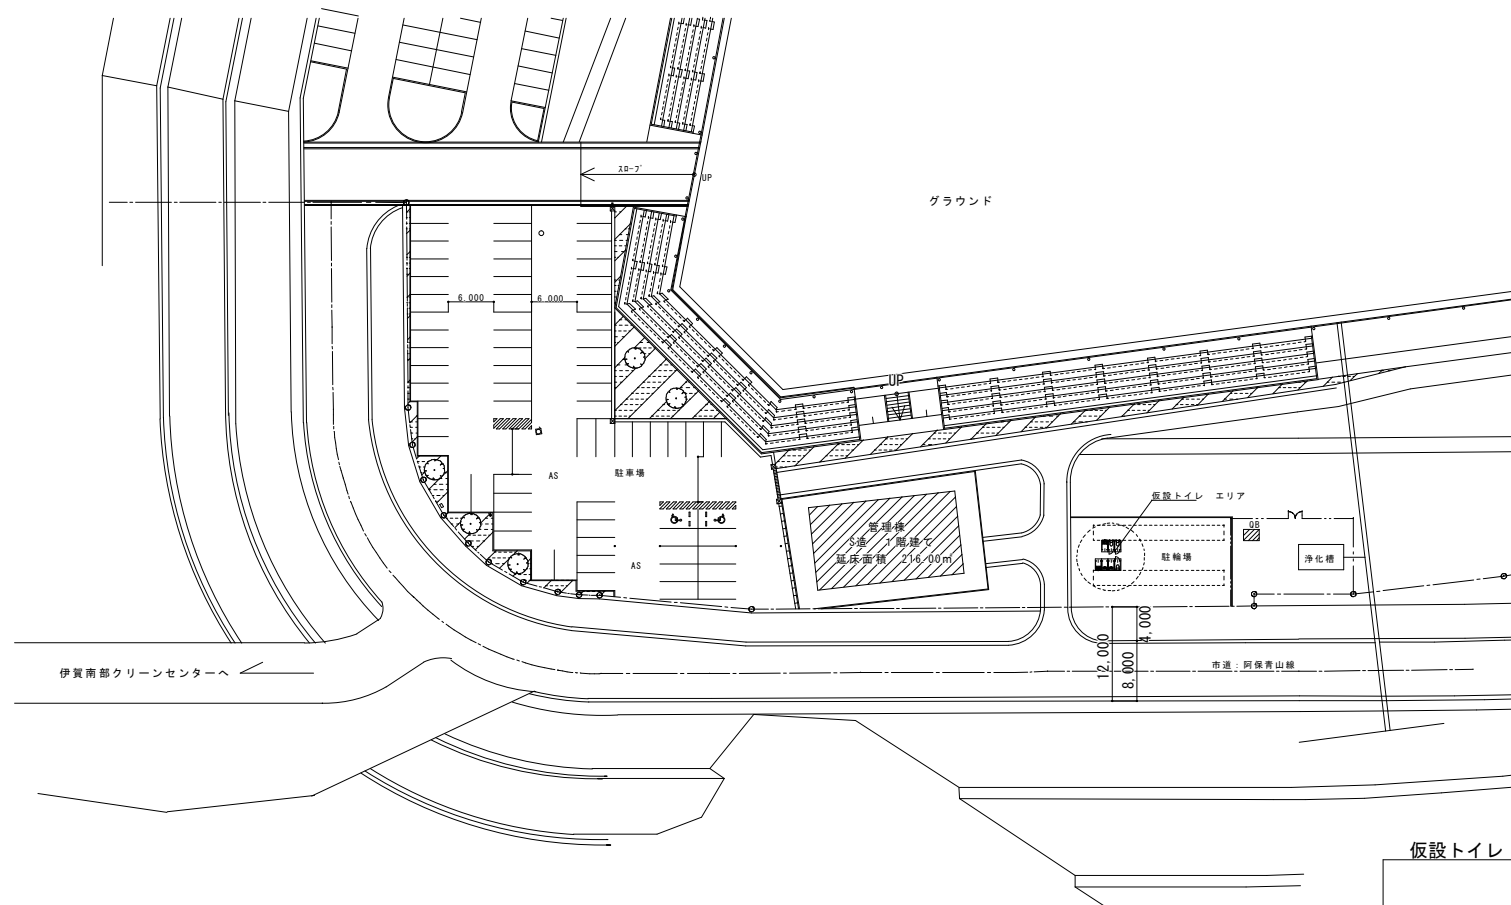 スロープ
UP
グラウンド
6.000
6.000
UP
AS
駐車場
仮設トイレ エリア
管理棟
S造 1階建て
延床面積 216.00㎡
QB
駐輪場
浄化槽
AS
4,000
12,000
8,000
市道：阿保青山線
伊賀南部クリーンセンターへ
仮設トイレ